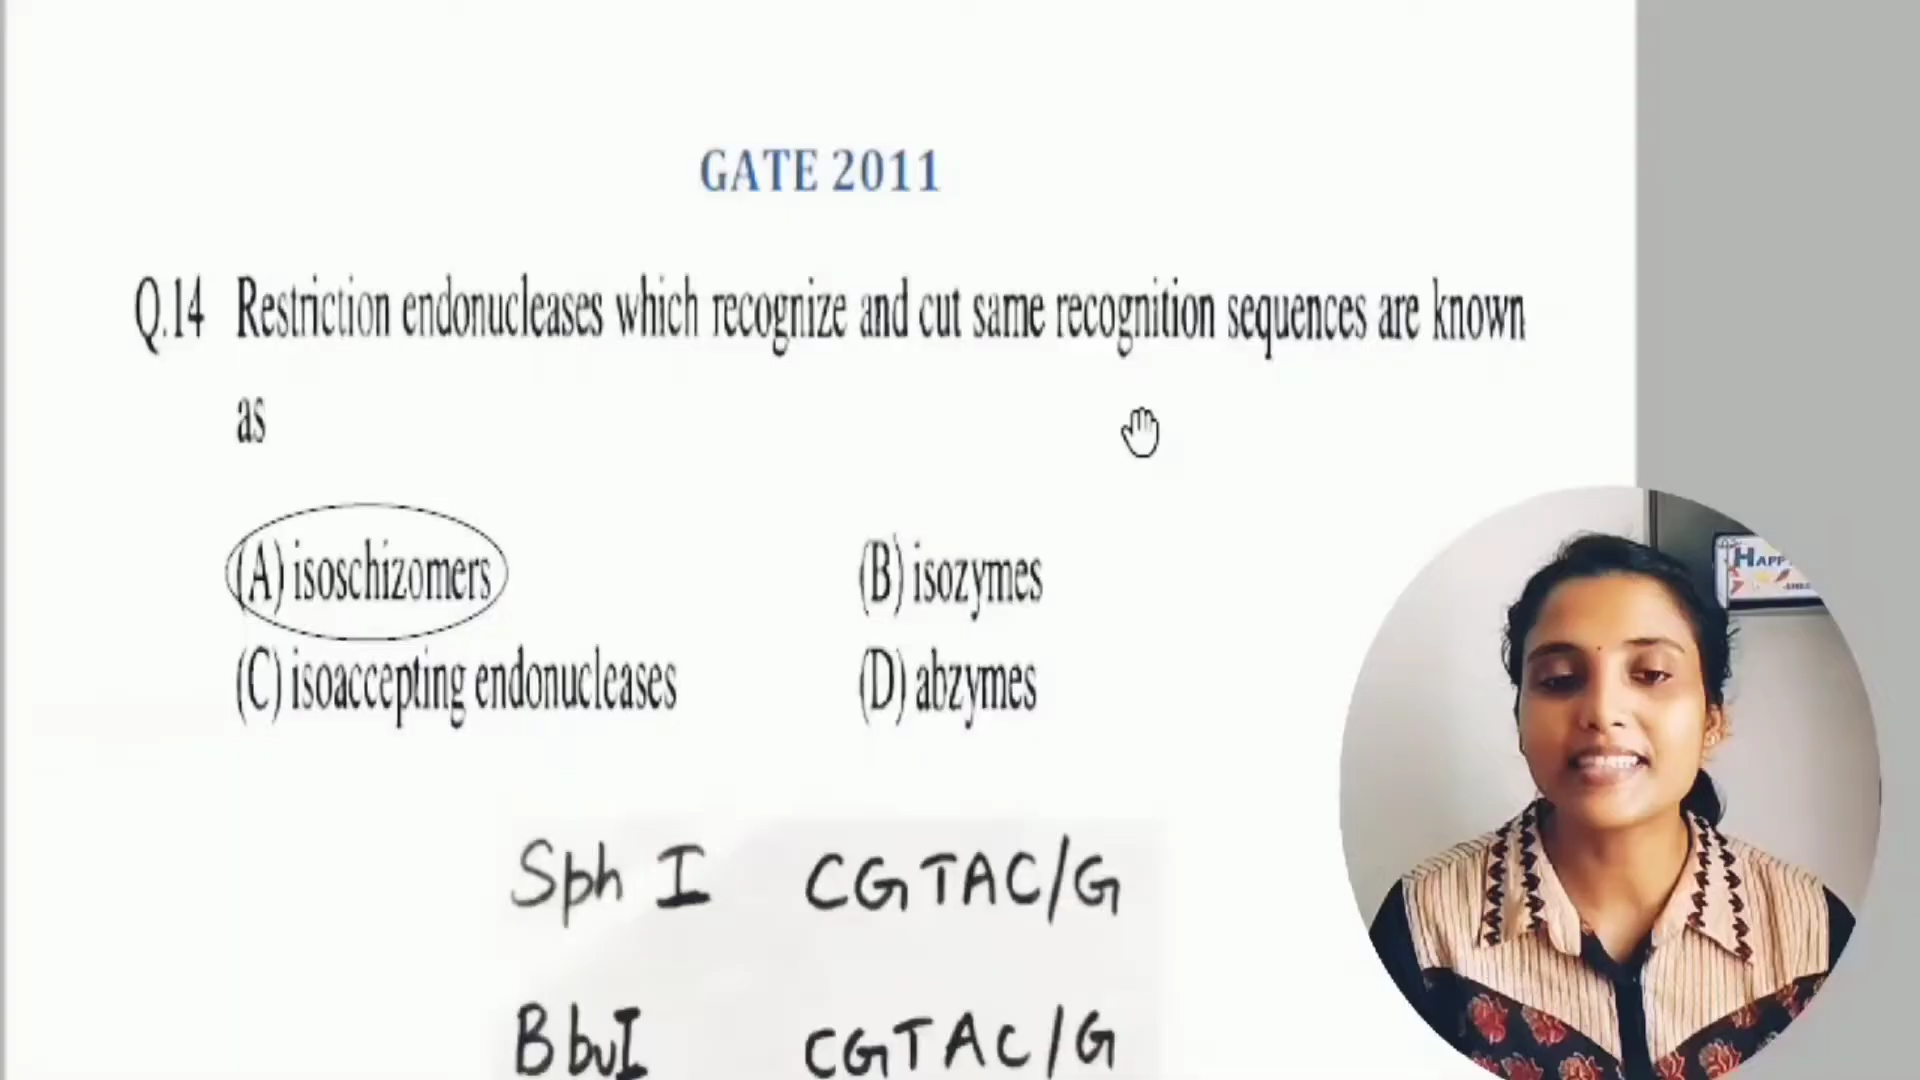 GATE 2011
Q.14 Restriction endonucleases which recognize and cut same recognition sequences are known
as
(A) isoschizomers (B) isozymes
(C) isoaccepting endonucleases (D) abzymes
HAPP
Sph I CGTAC/G
BbuI CGTAC/G